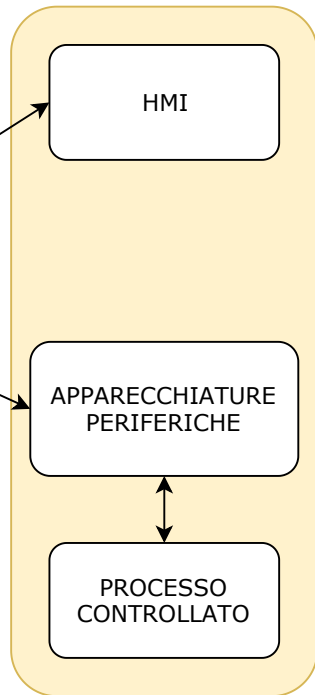 HMI
APPARECCHIATURE
PERIFERICHE
PROCESSO
CONTROLLATO